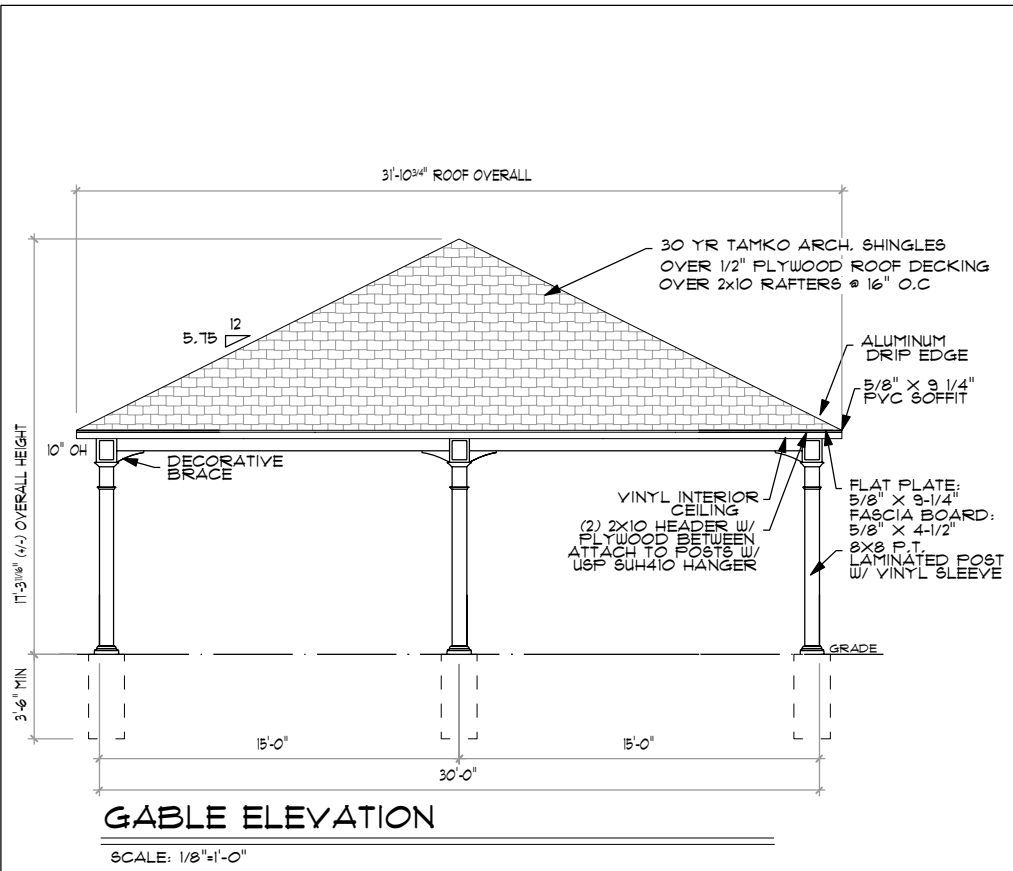 31'-10 3/4" ROOF OVERALL
30 YR TAMKO ARCH. SHINGLES
OVER 1/2" PLYWOOD ROOF DECKING
OVER 2x10 RAFTERS @ 16" O.C
12
5.75
ALUMINUM
DRIP EDGE
5/8" X 9 1/4"
PVC SOFFIT
10" OH
DECORATIVE
BRACE
17'-3 1/16" (+/-) OVERALL HEIGHT
VINYL INTERIOR
CEILING
(2) 2X10 HEADER W/
PLYWOOD BETWEEN
ATTACH TO POSTS W/
USP SUH410 HANGER
FLAT PLATE:
5/8" X 9-1/4"
FASCIA BOARD:
5/8" X 4-1/2"
8X8 P.T.
LAMINATED POST
W/ VINYL SLEEVE
GRADE
3'-6" MIN
15'-0"
15'-0"
30'-0"
GABLE ELEVATION
SCALE: 1/8"=1'-0"